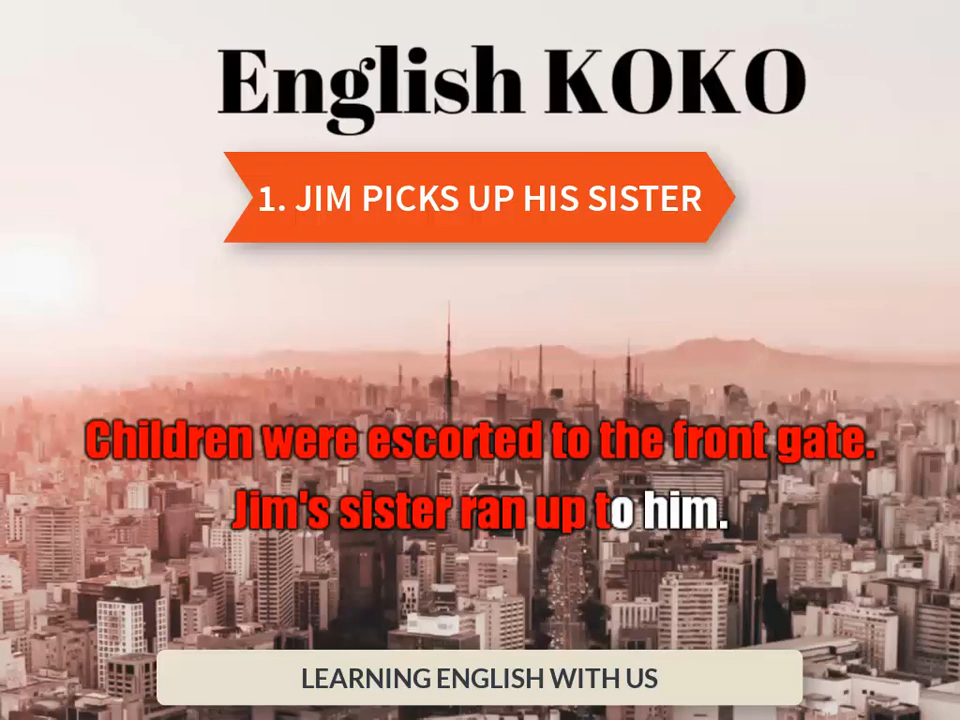 English KOKO
1. JIM PICKS UP HIS SISTER
Children were escorted to the front gate.
Jim's sister ran up to him.
LEARNING ENGLISH WITH US